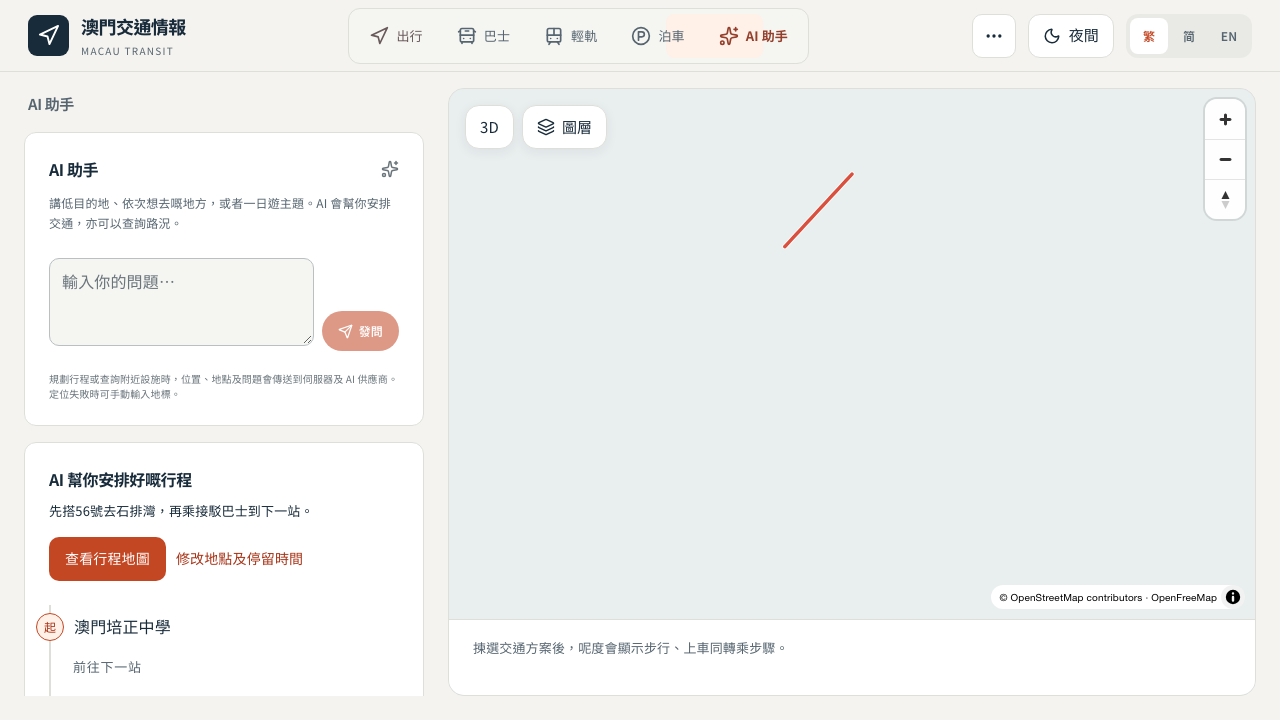 澳門交通情報
MACAU TRANSIT
出行
巴士
輕軌
泊車
AI 助手
夜間
繁
简
EN
AI 助手
AI 助手
講低目的地、依次想去嘅地方，或者一日遊主題。AI 會幫你安排
交通，亦可以查詢路況。
輸入你的問題…
發問
規劃行程或查詢附近設施時，位置、地點及問題會傳送到伺服器及 AI 供應商。
定位失敗時可手動輸入地標。
AI 幫你安排好嘅行程
先搭56號去石排灣，再乘接駁巴士到下一站。
查看行程地圖
修改地點及停留時間
起
澳門培正中學
前往下一站
3D
圖層
© OpenStreetMap contributors · OpenFreeMap
揀選交通方案後，呢度會顯示步行、上車同轉乘步驟。